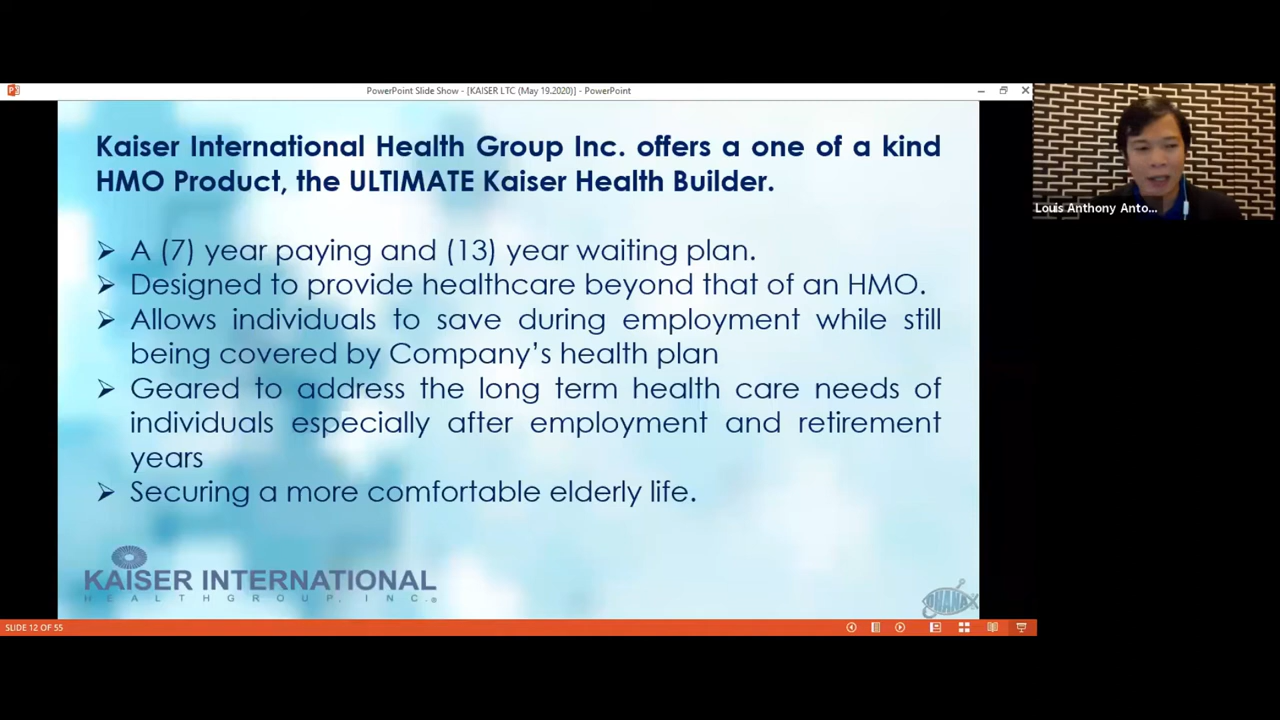 PowerPoint Slide Show - [KAISER LTC (May 19.2020)] - PowerPoint
Kaiser International Health Group Inc. offers a one of a kind
HMO Product, the ULTIMATE Kaiser Health Builder.
➢ A (7) year paying and (13) year waiting plan.
➢ Designed to provide healthcare beyond that of an HMO.
➢ Allows individuals to save during employment while still
being covered by Company's health plan
➢ Geared to address the long term health care needs of
individuals especially after employment and retirement
years
➢ Securing a more comfortable elderly life.
KAISER INTERNATIONAL
HEALTHGROUP, INC.®
OHANAX
SLIDE 12 OF 55
Louis Anthony Anto...